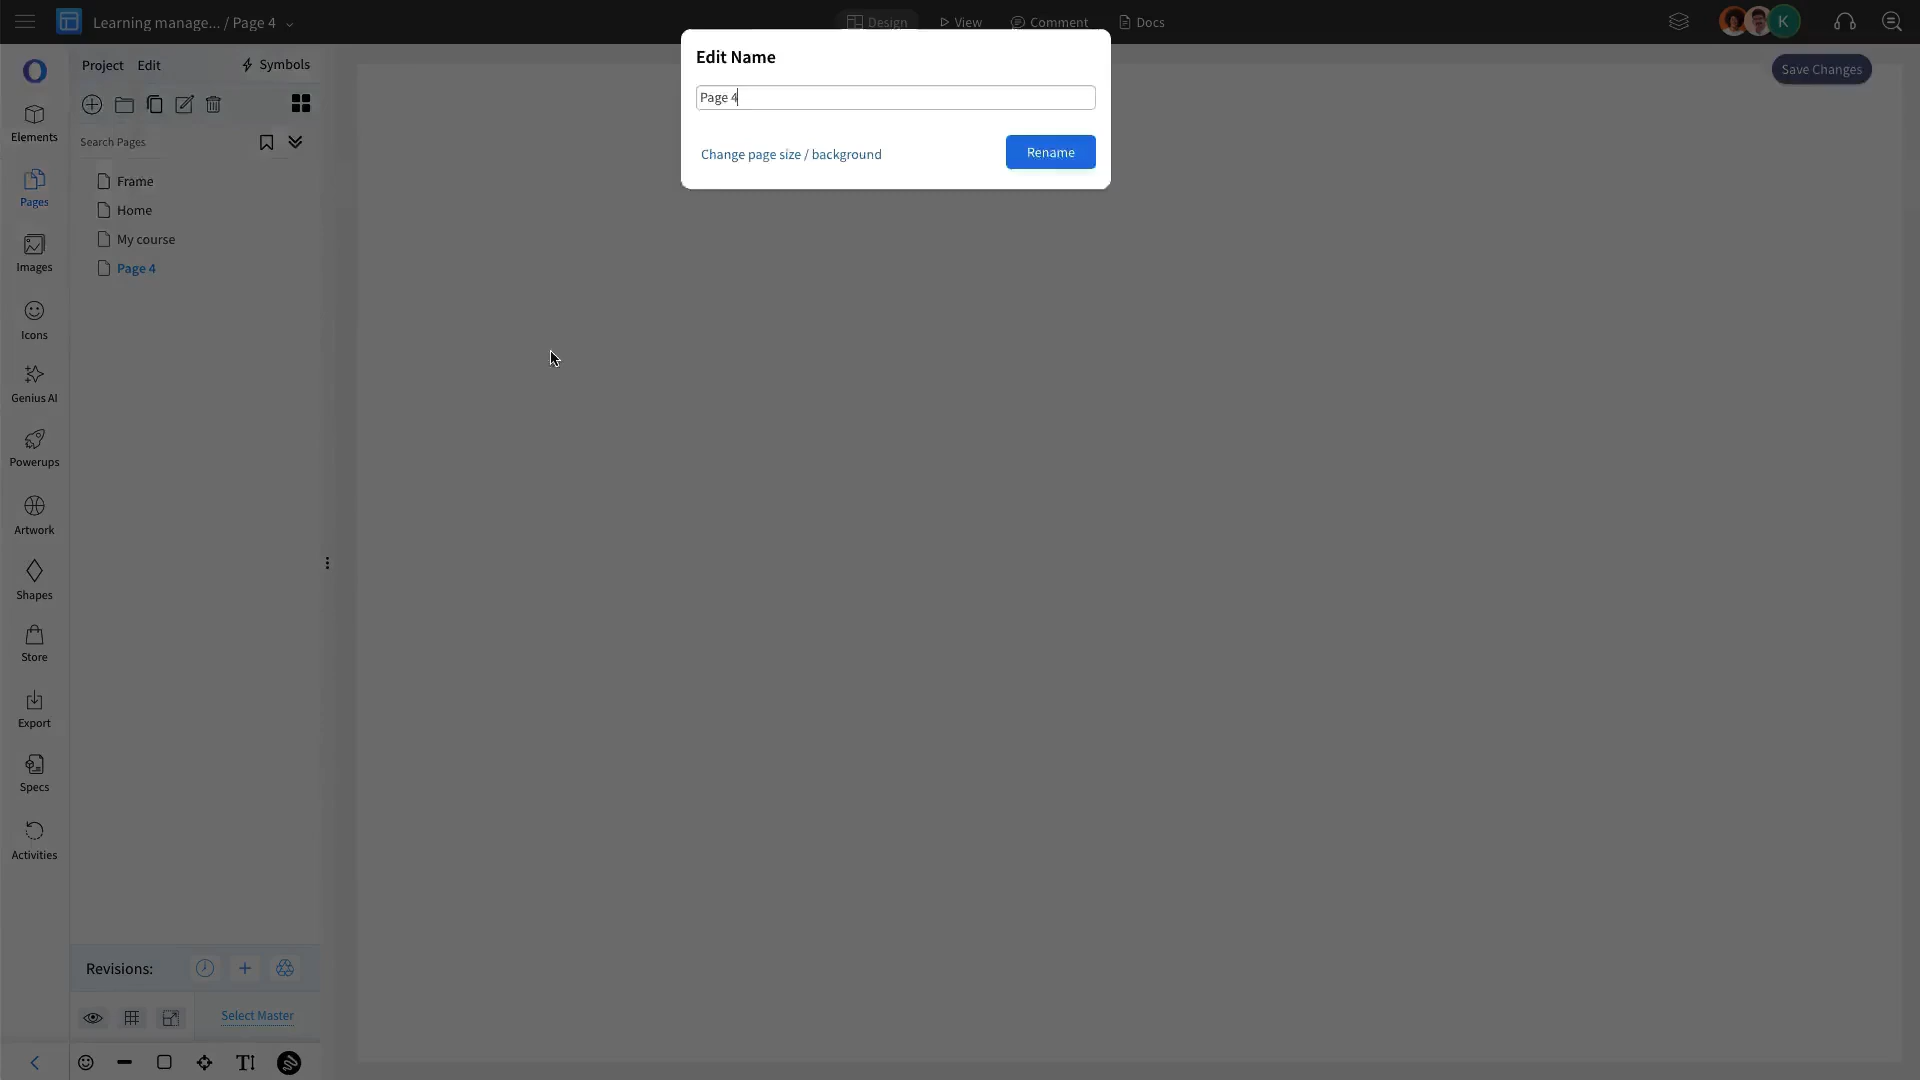 Learning manage... / Page 4
Design
View
Comment
Docs
K
Edit Name
Page 4
Change page size / background
Rename
Save Changes
Project
Edit
Symbols
Search Pages
Frame
Home
My course
Page 4
Elements
Pages
Images
Icons
Genius AI
Powerups
Artwork
Shapes
Store
Export
Specs
Activities
Revisions:
Select Master